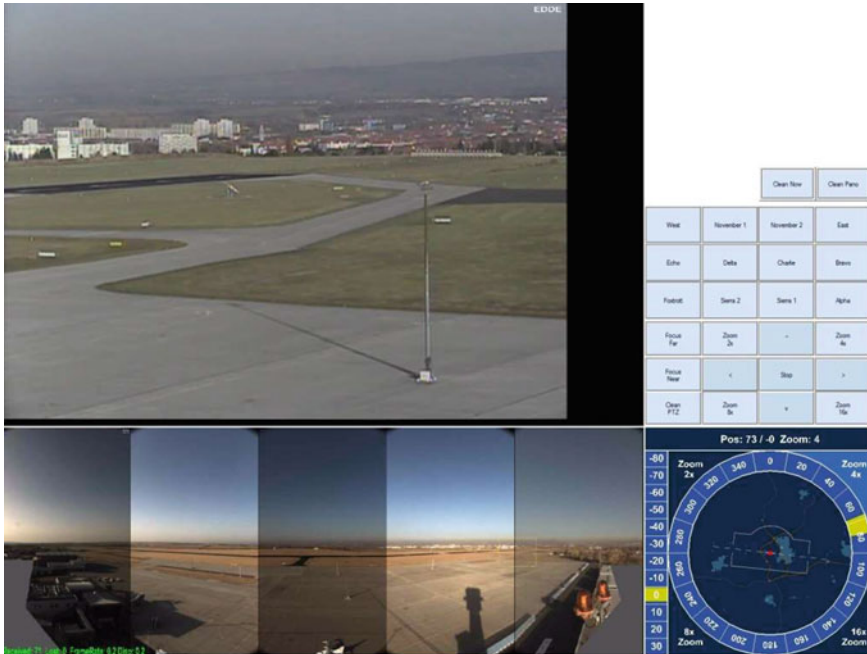 EDDE
Clean Now Clean Pano
West November 1 November 2 East
Echo Delta Charlie Bravo
Foxtrott Sierra 2 Sierra 1 Alpha
Focus Far Zoom 2x ^ Zoom 4x
Focus Near < Stop >
Clean PTZ Zoom 8x v Zoom 16x
Pos: 73 / -0 Zoom: 4
-80
-70
-60
-50
-40
-30
-20
-10
0
10
20
30
Zoom 2x
Zoom 4x
0 20 40 60 80 100 120 140 160 180 200 220 240 260 280 300 320 340
8x Zoom
16x Zoom